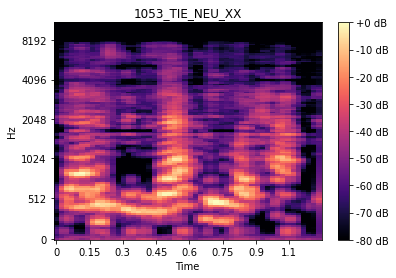 1053_TIE_NEU_XX
+0 dB
8192
-10 dB
4096
-20 dB
-30 dB
2048
Hz
-40 dB
1024
-50 dB
512
-60 dB
-70 dB
0
-80 dB
0 0.15 0.3 0.45 0.6 0.75 0.9 1.1
Time